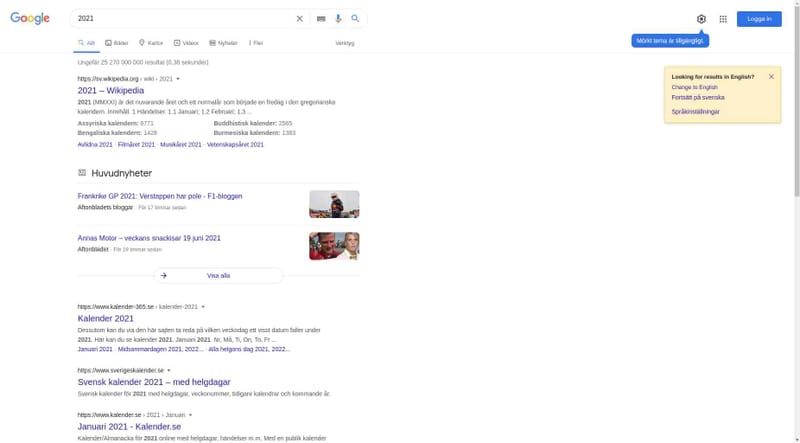 Google
2021
Logga in
Allt
Bilder
Kartor
Videor
Nyheter
Fler
Verktyg
Mörkt tema är tillgängligt.
Ungefär 25 270 000 000 resultat (0,38 sekunder)
https://sv.wikipedia.org › wiki › 2021
2021 – Wikipedia
2021 (MMXXI) är det nuvarande året och ett normalår som började en fredag i den gregorianska
kalendern. Innehåll. 1 Händelser. 1.1 Januari; 1.2 Februari; 1.3 ...
Assyriska kalendern: 6771
Buddhistisk kalender: 2565
Bengaliska kalendern: 1428
Burmesiska kalendern: 1383
Avlidna 2021 · Filmåret 2021 · Musikåret 2021 · Vetenskapsåret 2021
Looking for results in English?
Change to English
Fortsätt på svenska
Språkinställningar
Huvudnyheter
Frankrike GP 2021: Verstappen har pole - F1-bloggen
Aftonbladets bloggar · För 17 timmar sedan
Annas Motor – veckans snackisar 19 juni 2021
Aftonbladet · För 19 timmar sedan
Visa alla
https://www.kalender-365.se › kalender-2021
Kalender 2021
Dessutom kan du via den här sajten ta reda på vilken veckodag ett visst datum faller under
2021. Här kan du se kalender 2021. Januari 2021. Nr, Må, Ti, On, To, Fr ...
Januari 2021 · Midsommardagen 2021, 2022... · Alla helgons dag 2021, 2022...
https://www.sverigeskalender.se
Svensk kalender 2021 – med helgdagar
Svensk kalender för 2021 med helgdagar, veckonummer, tidigare kalendrar och kommande år.
https://www.kalender.se › 2021 › Januari
Januari 2021 - Kalender.se
Kalender/Almanacka för 2021 online med helgdagar, händelser m.m. Med en publik kalender